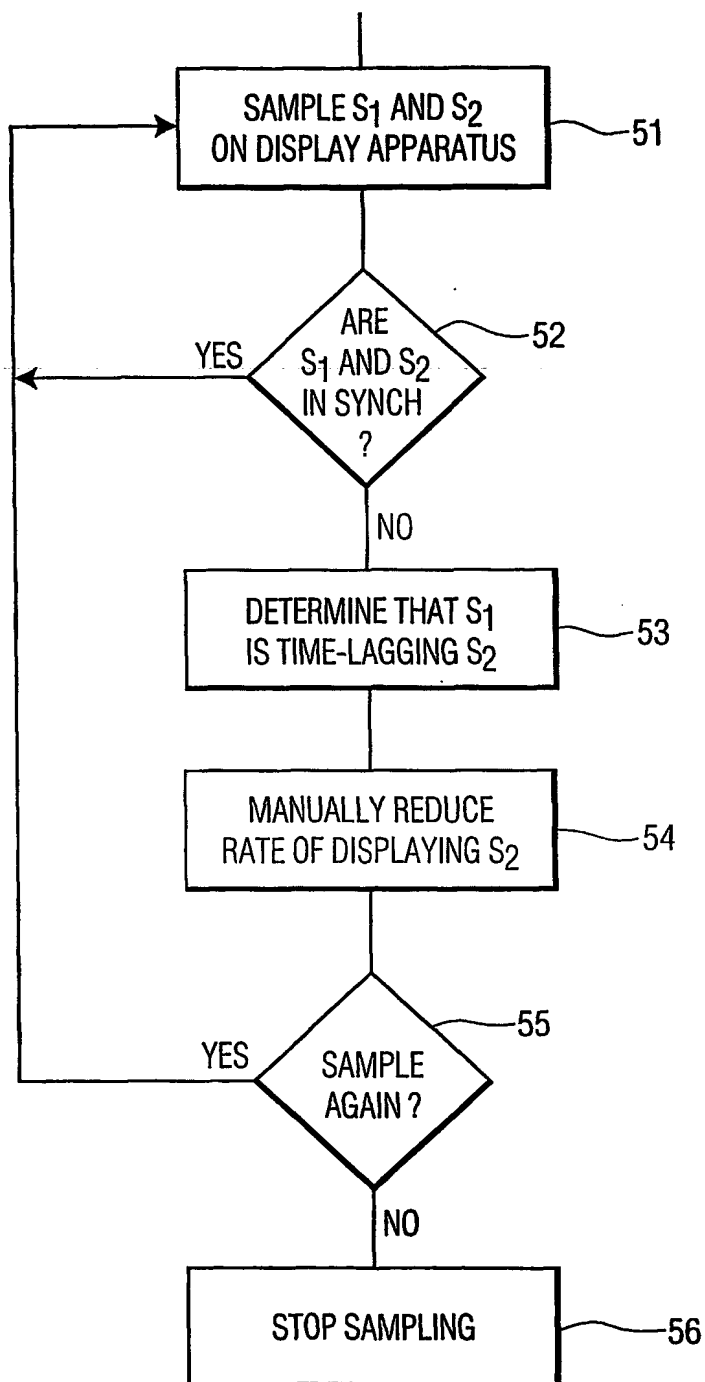 SAMPLE S1 AND S2
ON DISPLAY APPARATUS
51
ARE
S1 AND S2
IN SYNCH
?
52
YES
NO
DETERMINE THAT S1
IS TIME-LAGGING S2
53
MANUALLY REDUCE
RATE OF DISPLAYING S2
54
SAMPLE
AGAIN ?
55
YES
NO
STOP SAMPLING
56